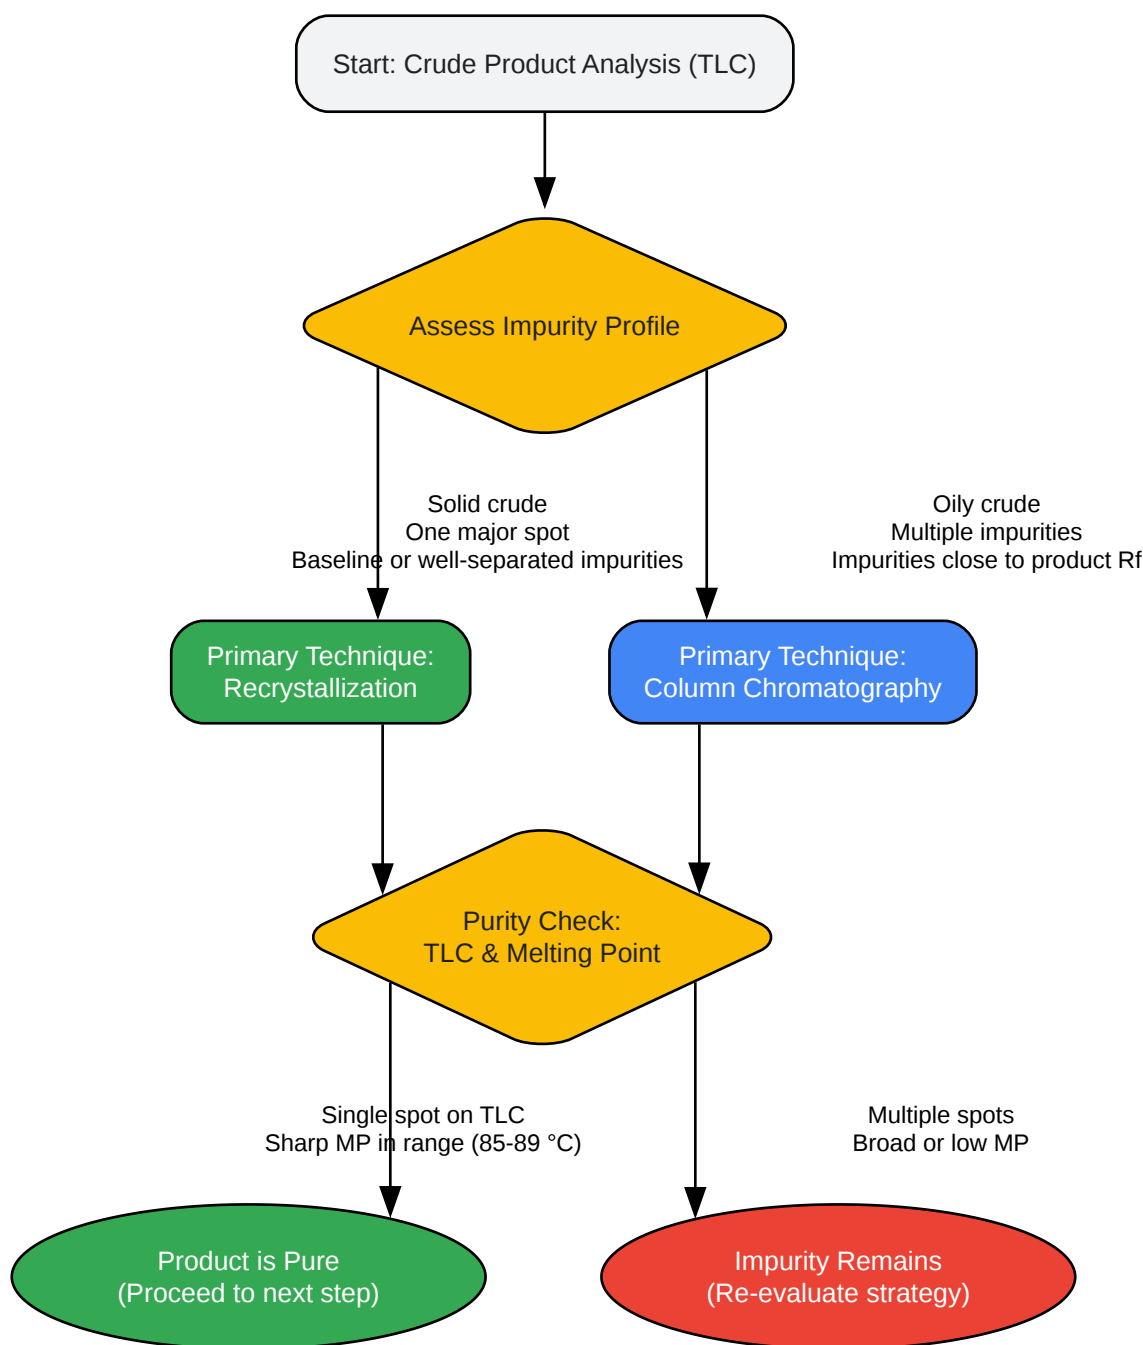 Start: Crude Product Analysis (TLC)
Assess Impurity Profile
Solid crude
One major spot
Baseline or well-separated impurities
Oily crude
Multiple impurities
Impurities close to product Rf
Primary Technique:
Recrystallization
Primary Technique:
Column Chromatography
Purity Check:
TLC & Melting Point
Single spot on TLC
Sharp MP in range (85-89 °C)
Multiple spots
Broad or low MP
Product is Pure
(Proceed to next step)
Impurity Remains
(Re-evaluate strategy)